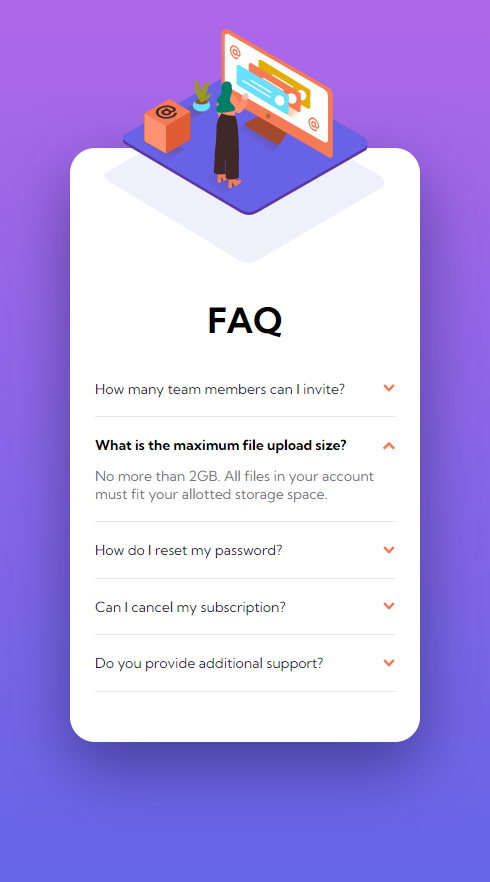 FAQ
How many team members can I invite?
What is the maximum file upload size?
No more than 2GB. All files in your account
must fit your allotted storage space.
How do I reset my password?
Can I cancel my subscription?
Do you provide additional support?